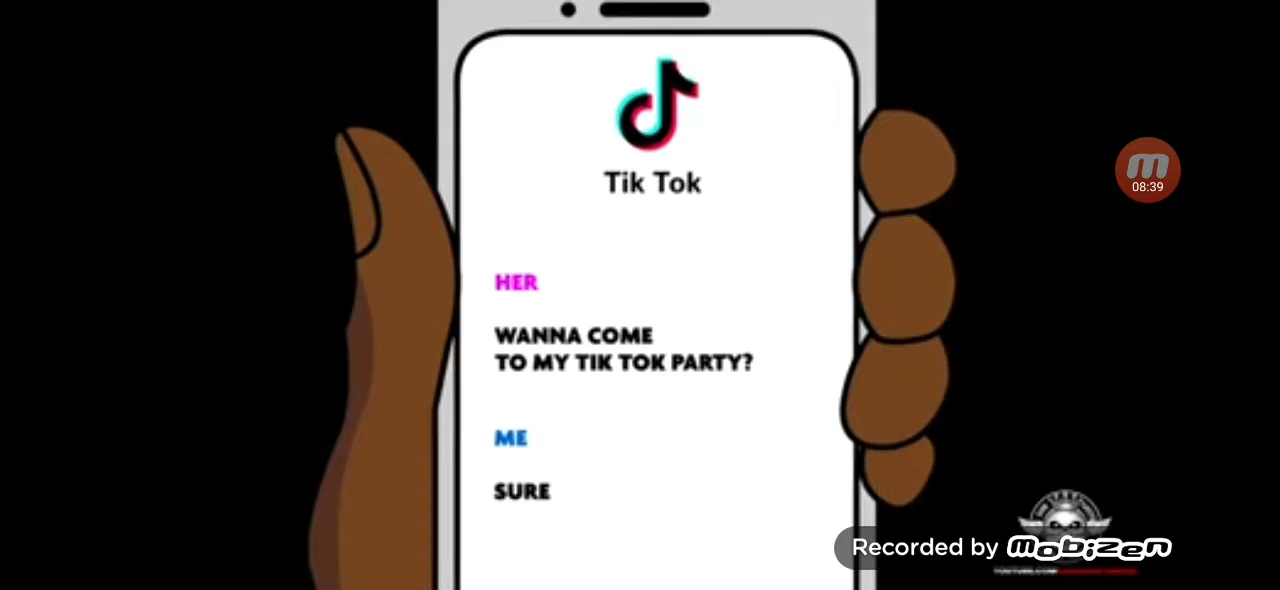 Tik Tok
08:39
HER
WANNA COME
TO MY TIK TOK PARTY?
ME
SURE
Recorded by mobizen